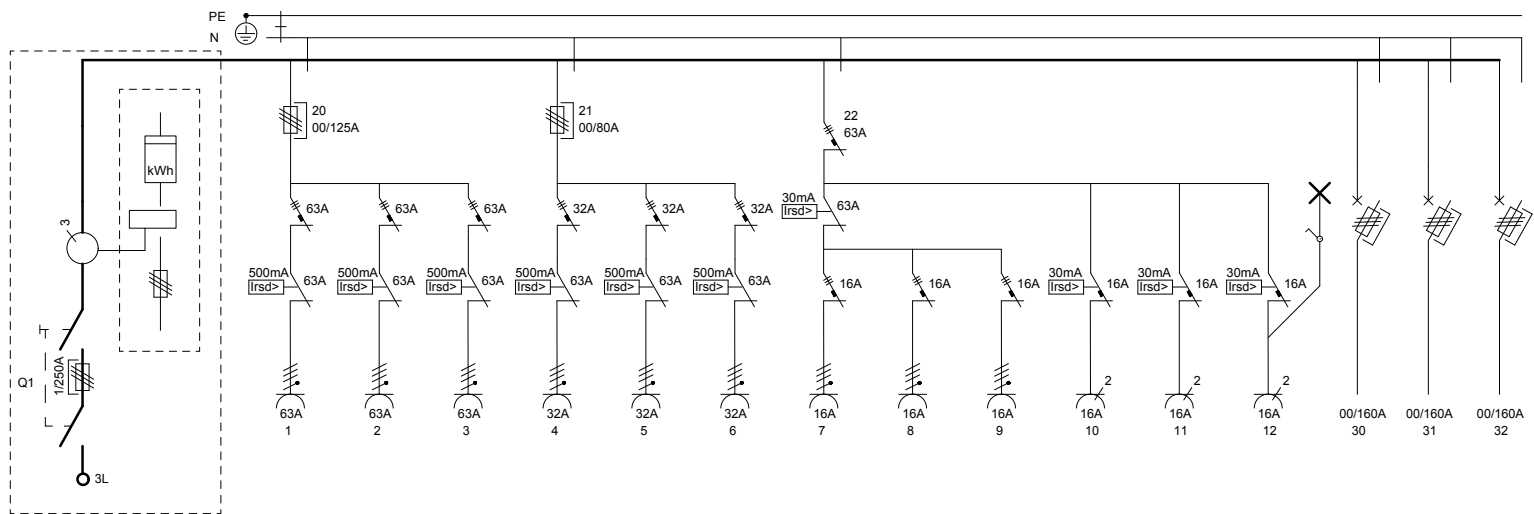 PE
N
20
00/125A
21
00/80A
22
63A
kWh
3
63A 63A 63A 32A 32A 32A 30mA Irsd> 63A
500mA Irsd> 63A 500mA Irsd> 63A 500mA Irsd> 63A 500mA Irsd> 63A 500mA Irsd> 63A 500mA Irsd> 63A 16A 16A 16A 30mA Irsd> 16A 30mA Irsd> 16A 30mA Irsd> 16A
Q1
1/250A
2 2 2
63A 63A 63A 32A 32A 32A 16A 16A 16A 16A 16A 16A 00/160A 00/160A 00/160A
1 2 3 4 5 6 7 8 9 10 11 12 30 31 32
3L